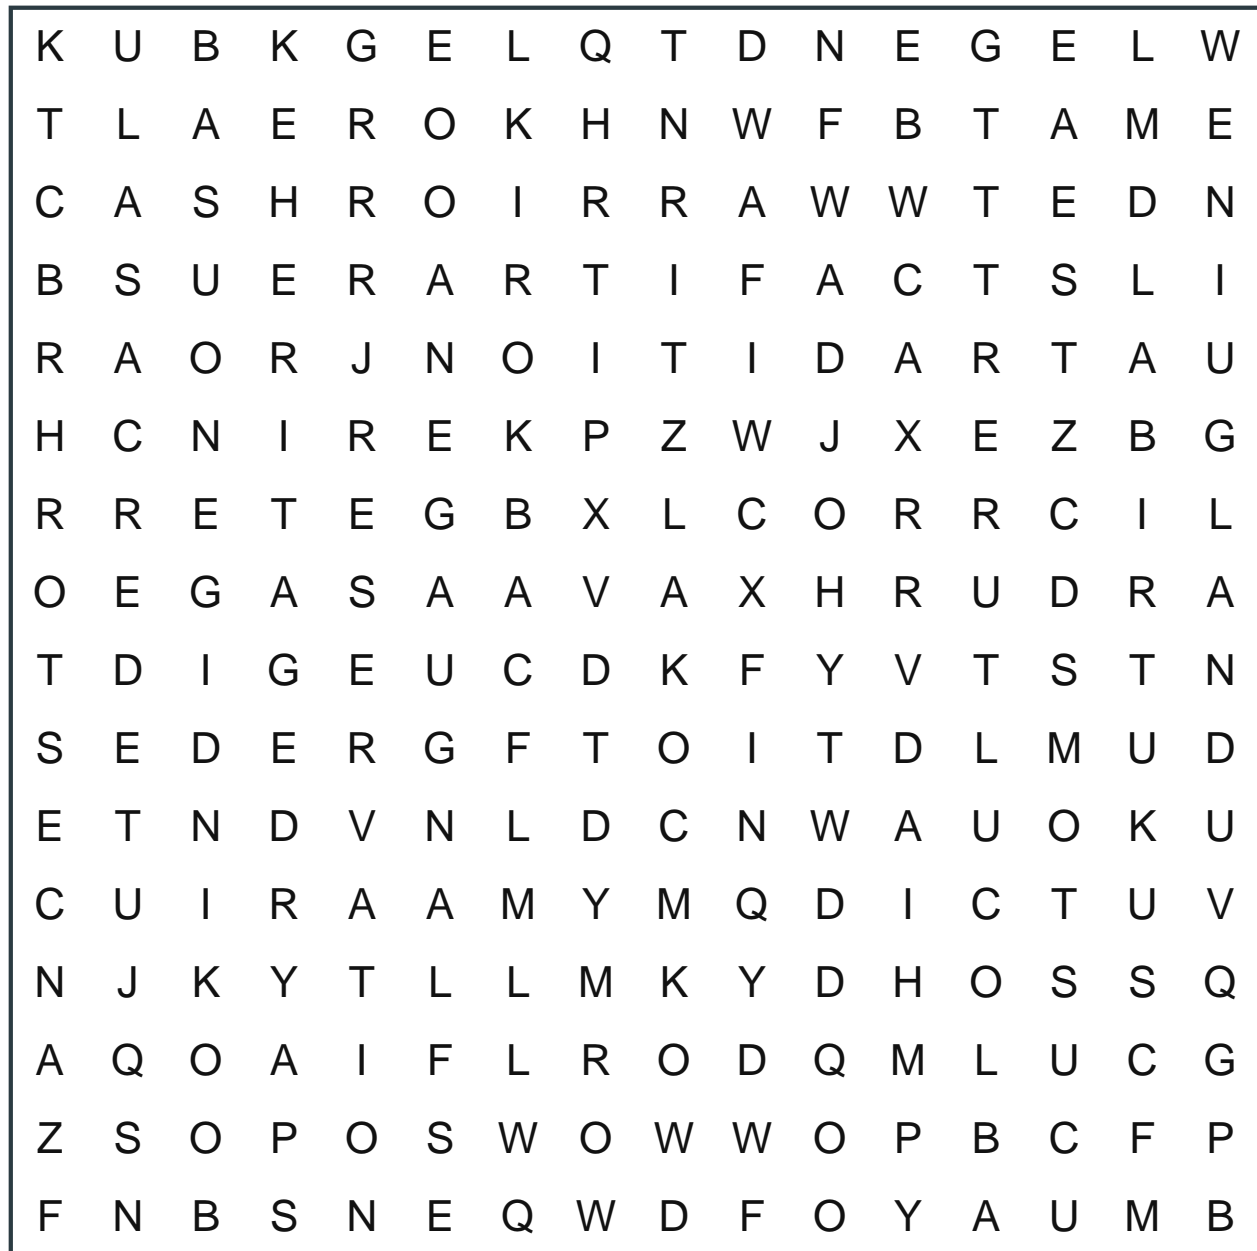 K U B K G E L Q T D N E G E L W
T L A E R O K H N W F B T A M E
C A S H R O I R R A W W T E D N
B S U E R A R T I F A C T S L I
R A O R J N O I T I D A R T A U
H C N I R E K P Z W J X E Z B G
R R E T E G B X L C O R R C I L
O E G A S A A V A X H R U D R A
T D I G E U C D K F Y V T S T N
S E D E R G F T O I T D L M U D
E T N D V N L D C N W A U O K U
C U I R A A M Y M Q D I C T U V
N J K Y T L L M K Y D H O S S Q
A Q O A I F L R O D Q M L U C G
Z S O P O S W O W W O P B C F P
F N B S N E Q W D F O Y A U M B